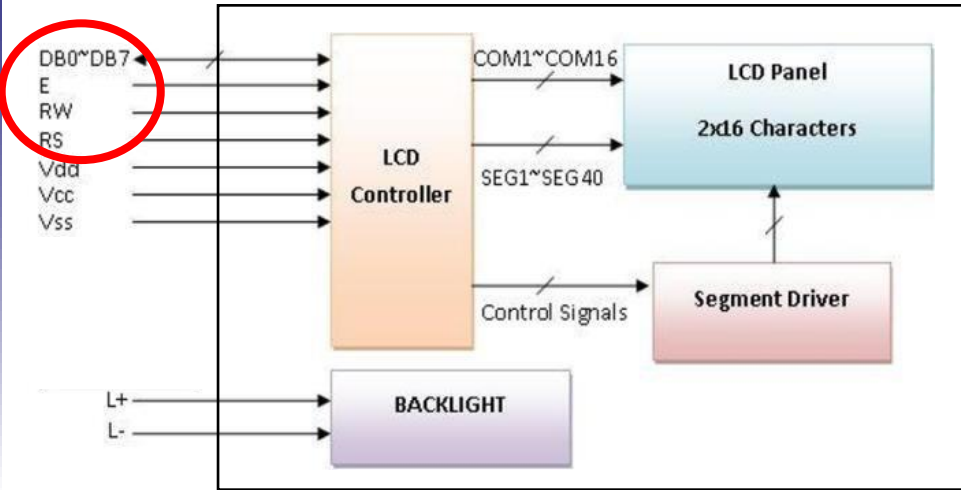 DB0~DB7
E
RW
RS
Vdd
Vcc
Vss
L+
L-
LCD
Controller
COM1~COM16
SEG1~SEG40
Control Signals
LCD Panel
2x16 Characters
Segment Driver
BACKLIGHT